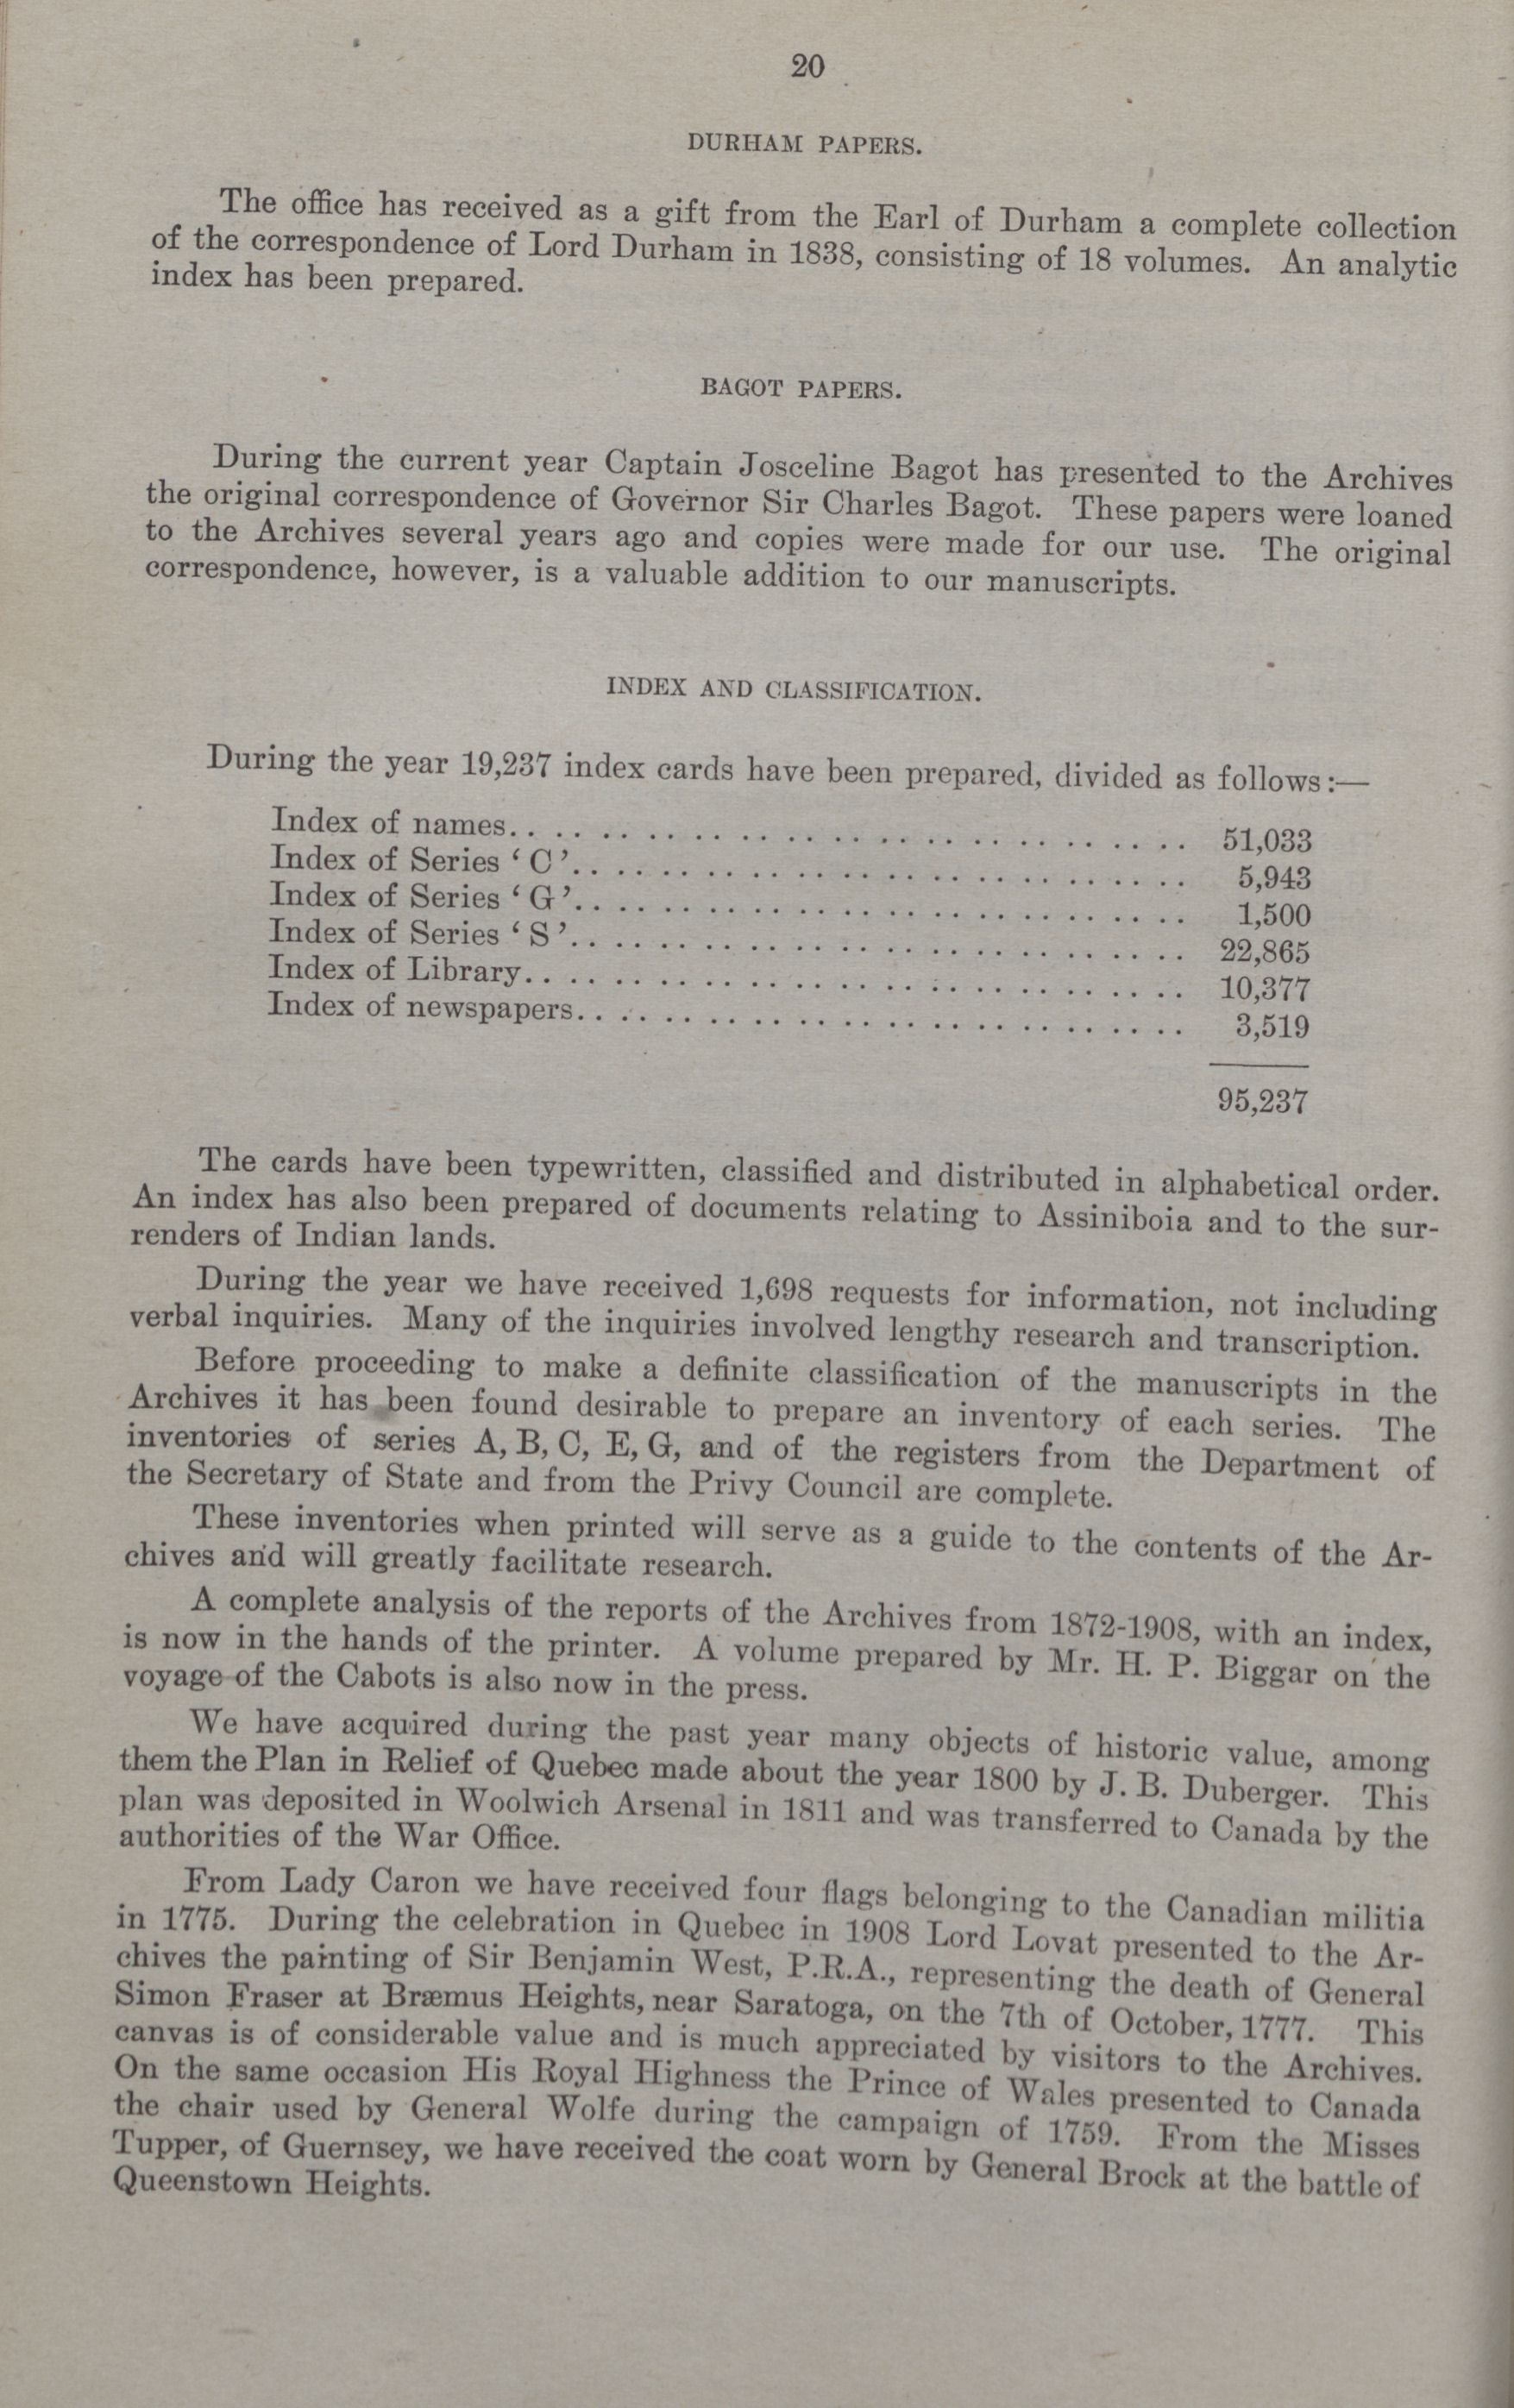 20
DURHAM PAPERS.
The office has received as a gift from the Earl of Durham a complete collection
of the correspondence of Lord Durham in 1838, consisting of 18 volumes. An analytic
index has been prepared.
BAGOT PAPERS.
During the current year Captain Josceline Bagot has presented to the Archives
the original correspondence of Governor Sir Charles Bagot. These papers were loaned
to the Archives several years ago and copies were made for our use. The original
correspondence, however, is a valuable addition to our manuscripts.
INDEX AND CLASSIFICATION.
During the year 19,237 index cards have been prepared, divided as follows:—
Index of names. . . . . . . . . . . . . . . . . . . . . . . . . . . . . 51,033
Index of Series ‘ C ’. . . . . . . . . . . . . . . . . . . . . . . . . . . . 5,943
Index of Series ‘ G ’. . . . . . . . . . . . . . . . . . . . . . . . . . . . 1,500
Index of Series ‘ S ’. . . . . . . . . . . . . . . . . . . . . . . . . . . . 22,865
Index of Library. . . . . . . . . . . . . . . . . . . . . . . . . . . . . 10,377
Index of newspapers. . . . . . . . . . . . . . . . . . . . . . . . . . . . 3,519
95,237
The cards have been typewritten, classified and distributed in alphabetical order.
An index has also been prepared of documents relating to Assiniboia and to the sur-
renders of Indian lands.
During the year we have received 1,698 requests for information, not including
verbal inquiries. Many of the inquiries involved lengthy research and transcription.
Before proceeding to make a definite classification of the manuscripts in the
Archives it has been found desirable to prepare an inventory of each series. The
inventories of series A, B, C, E, G, and of the registers from the Department of
the Secretary of State and from the Privy Council are complete.
These inventories when printed will serve as a guide to the contents of the Ar-
chives and will greatly facilitate research.
A complete analysis of the reports of the Archives from 1872-1908, with an index,
is now in the hands of the printer. A volume prepared by Mr. H. P. Biggar on the
voyage of the Cabots is also now in the press.
We have acquired during the past year many objects of historic value, among
them the Plan in Relief of Quebec made about the year 1800 by J. B. Duberger. This
plan was deposited in Woolwich Arsenal in 1811 and was transferred to Canada by the
authorities of the War Office.
From Lady Caron we have received four flags belonging to the Canadian militia
in 1775. During the celebration in Quebec in 1908 Lord Lovat presented to the Ar-
chives the painting of Sir Benjamin West, P.R.A., representing the death of General
Simon Fraser at Bræmus Heights, near Saratoga, on the 7th of October, 1777. This
canvas is of considerable value and is much appreciated by visitors to the Archives.
On the same occasion His Royal Highness the Prince of Wales presented to Canada
the chair used by General Wolfe during the campaign of 1759. From the Misses
Tupper, of Guernsey, we have received the coat worn by General Brock at the battle of
Queenstown Heights.